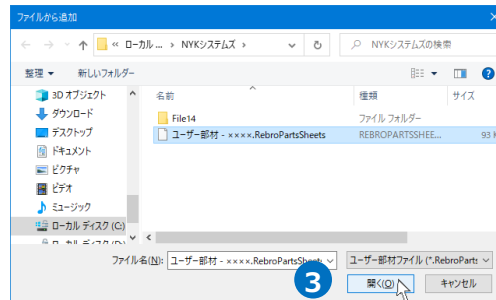 ファイルから追加
« ローカル ... › NYKシステムズ ›
NYKシステムズの検索
整理 新しいフォルダー
名前 種類 サイズ
3D オブジェクト
File14 ファイル フォルダー
ダウンロード
ユーザー部材 - ××××.RebroPartsSheets REBROPARTSSHEE... 93 K
デスクトップ
ドキュメント
ピクチャ
ビデオ
ミュージック
ローカル ディスク (C:)
ファイル名(N): ユーザー部材 - ××××.RebroPartsSheets ユーザー部材ファイル (*.RebroParts
3
開く(O) キャンセル